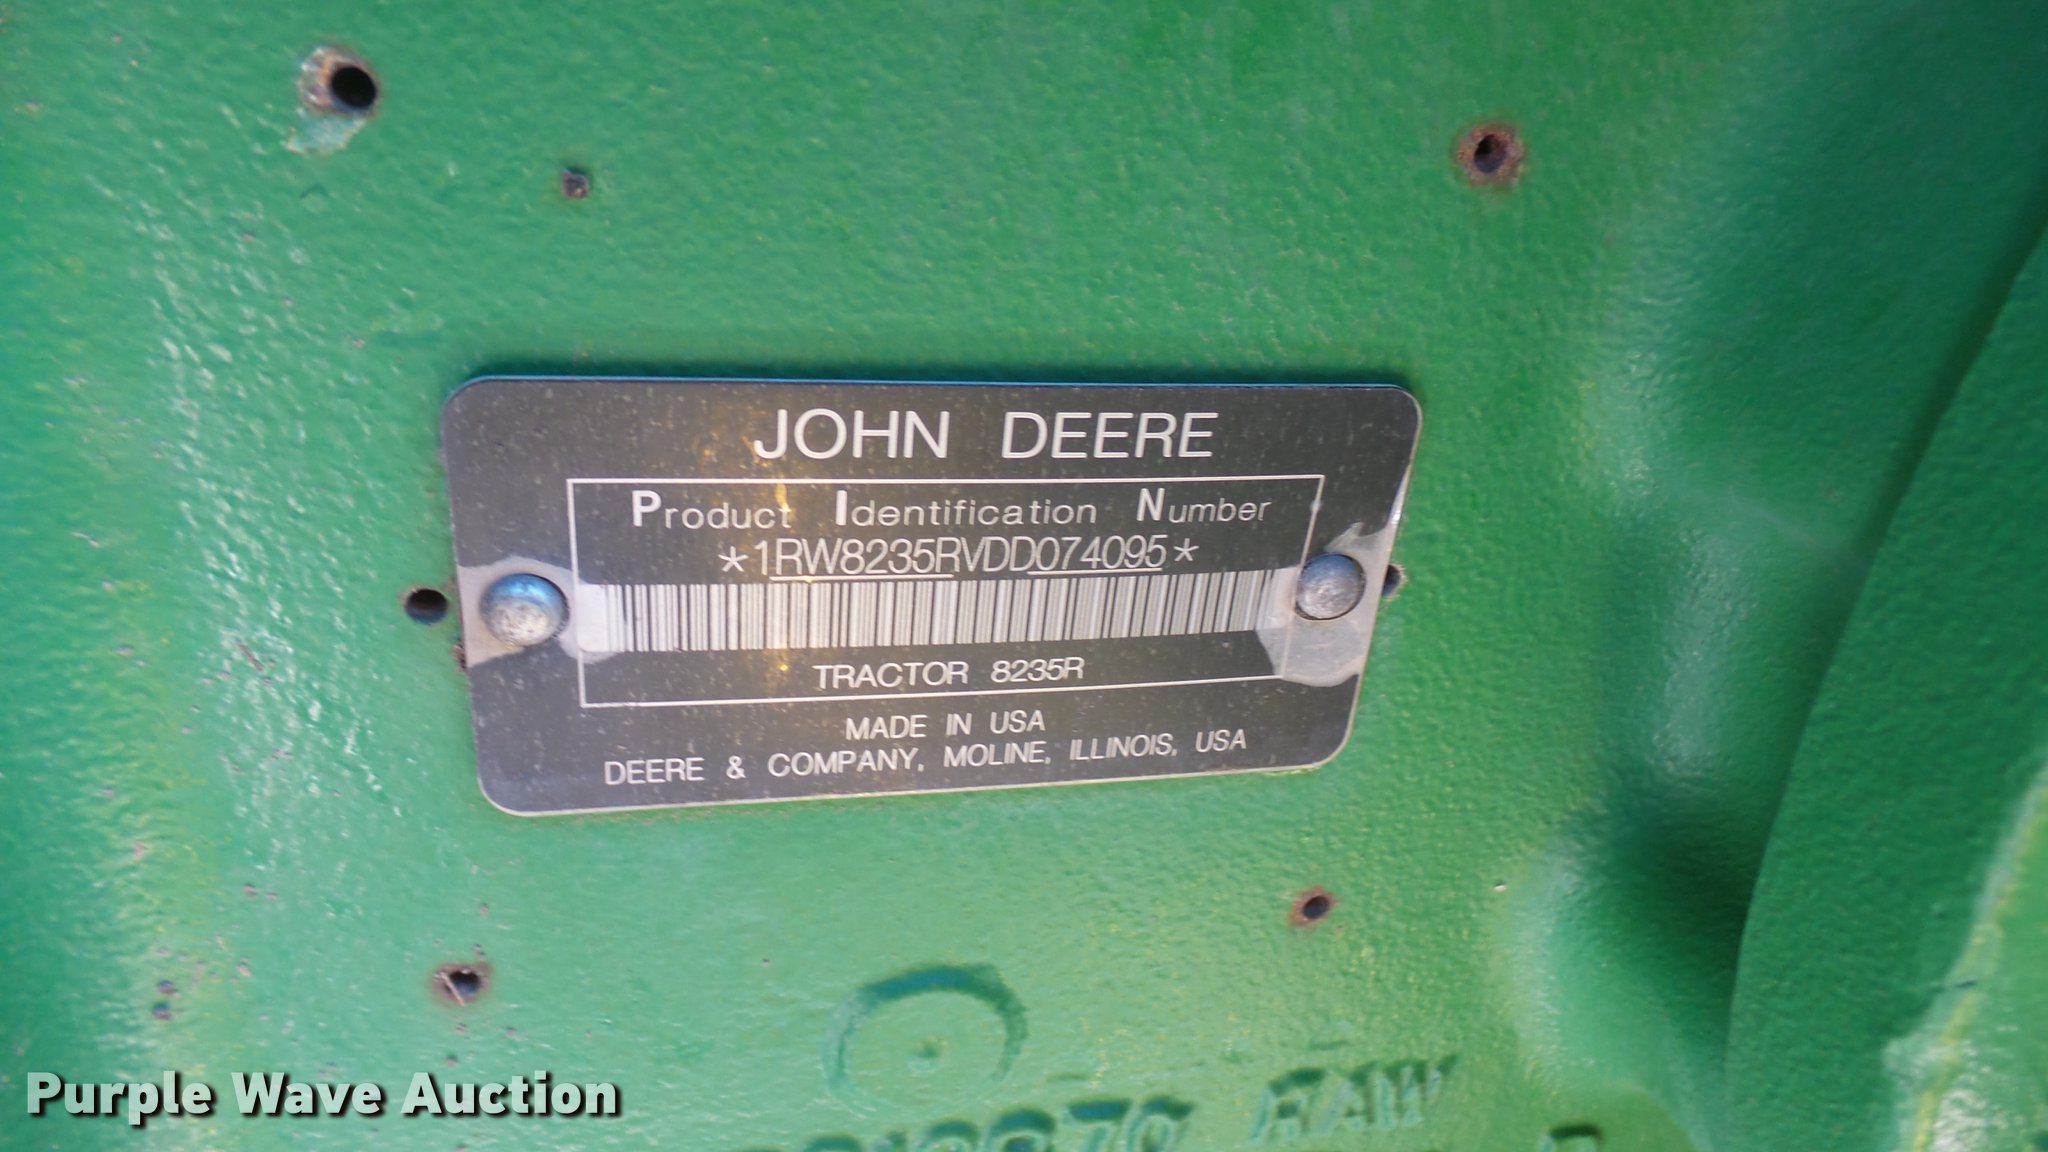 JOHN DEERE
Product Identification Number
*1RW8235RVDD074095*
TRACTOR 8235R
MADE IN USA
DEERE & COMPANY, MOLINE, ILLINOIS, USA
RAW
Purple Wave Auction